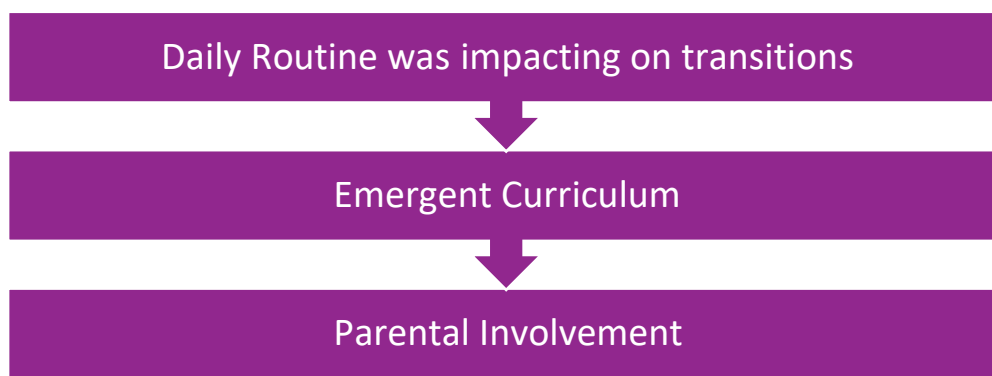 Daily Routine was impacting on transitions
Emergent Curriculum
Parental Involvement